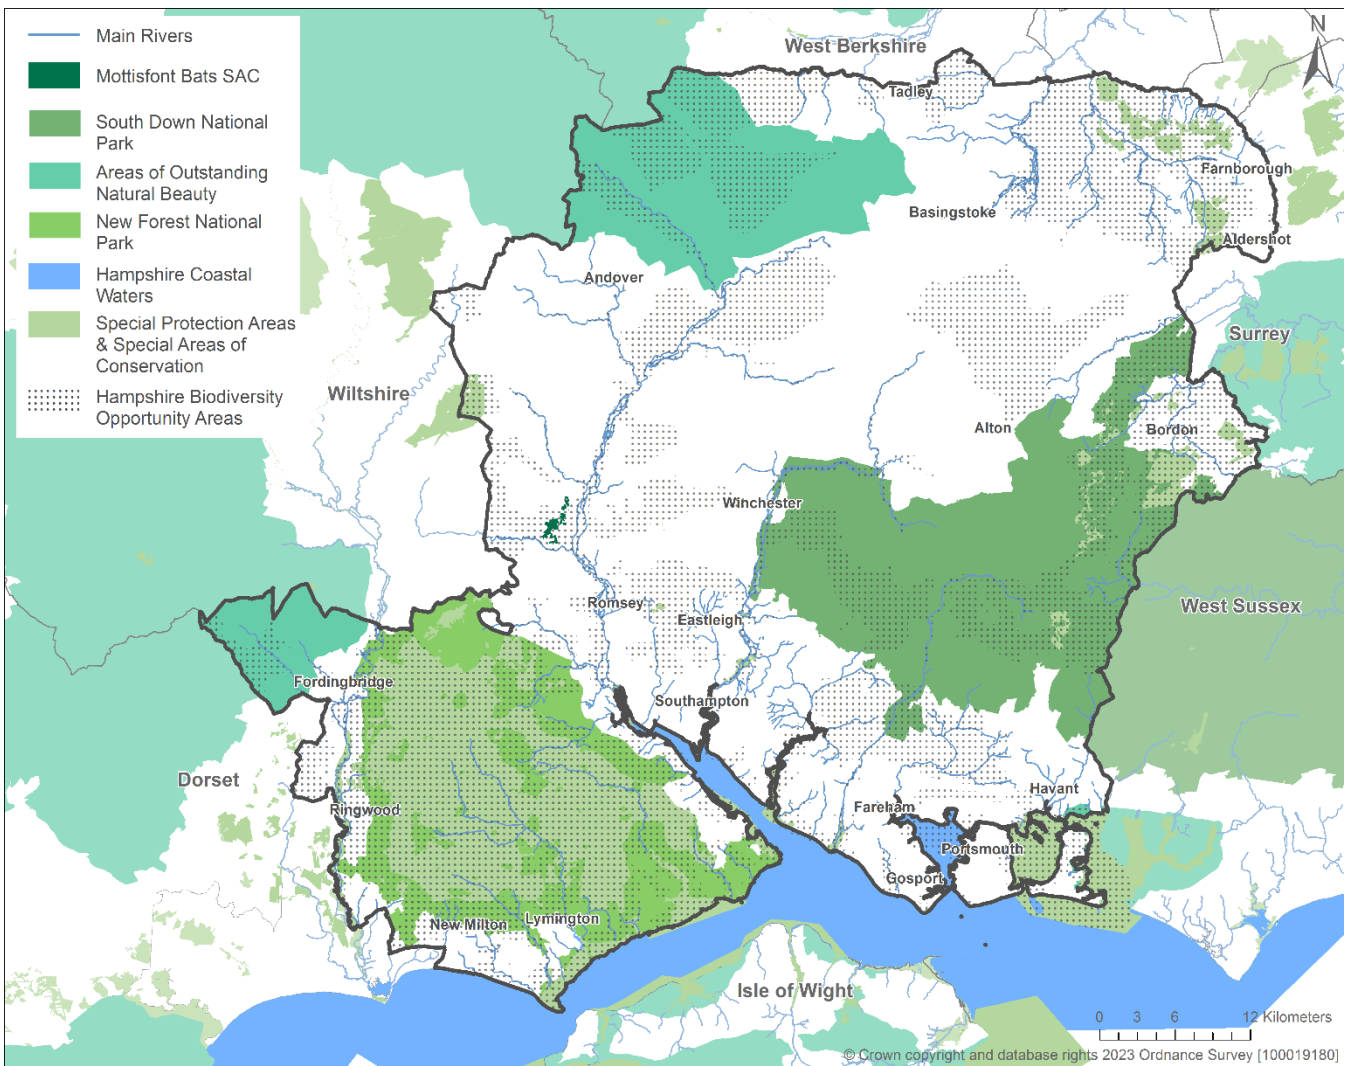 Main Rivers
Mottisfont Bats SAC
South Down National
Park
Areas of Outstanding
Natural Beauty
New Forest National
Park
Hampshire Coastal
Waters
Special Protection Areas
& Special Areas of
Conservation
Hampshire Biodiversity
Opportunity Areas
N
West Berkshire
Tadley
Farnborough
Basingstoke
Aldershot
Andover
Surrey
Wiltshire
Alton
Bordon
Winchester
Romsey
Eastleigh
West Sussex
Fordingbridge
Southampton
Dorset
Ringwood
Havant
Fareham
Portsmouth
Gosport
New Milton
Lymington
Isle of Wight
0 3 6 12 Kilometers
© Crown copyright and database rights 2023 Ordnance Survey [100019180]